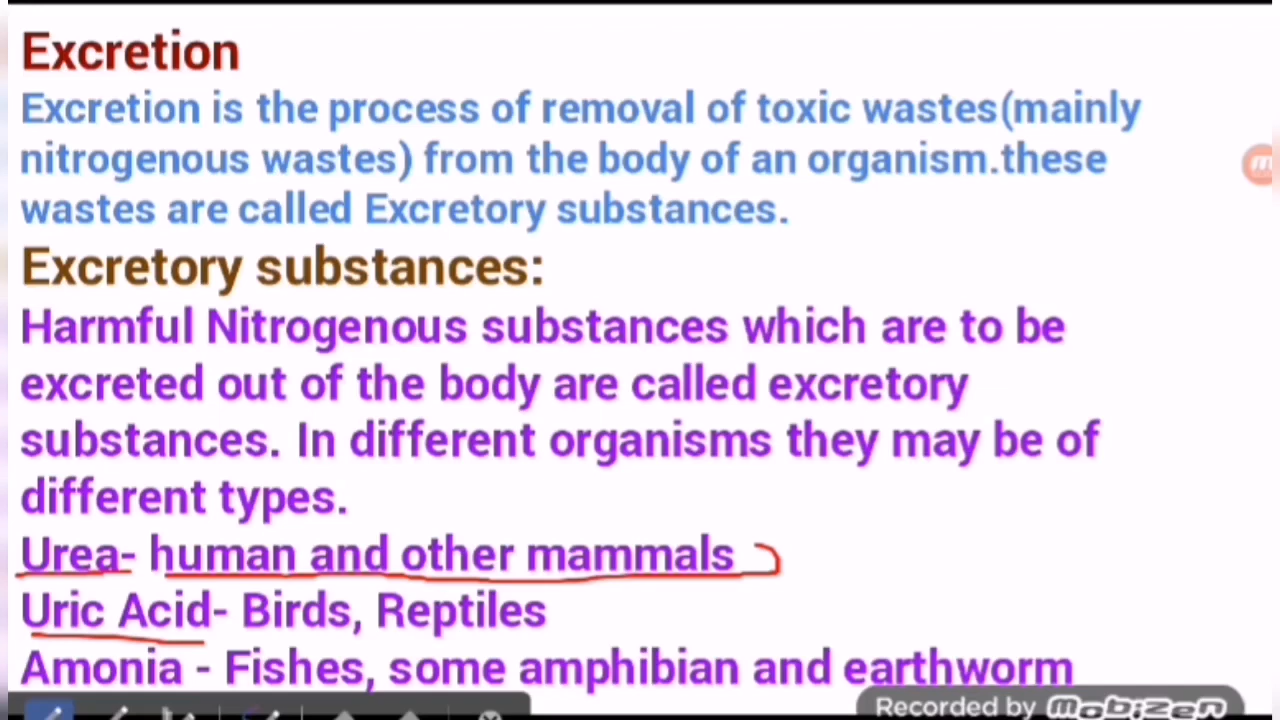 Excretion
Excretion is the process of removal of toxic wastes(mainly
nitrogenous wastes) from the body of an organism.these
wastes are called Excretory substances.
Excretory substances:
Harmful Nitrogenous substances which are to be
excreted out of the body are called excretory
substances. In different organisms they may be of
different types.
Urea- human and other mammals
Uric Acid- Birds, Reptiles
Amonia - Fishes, some amphibian and earthworm
Recorded by Mobizen